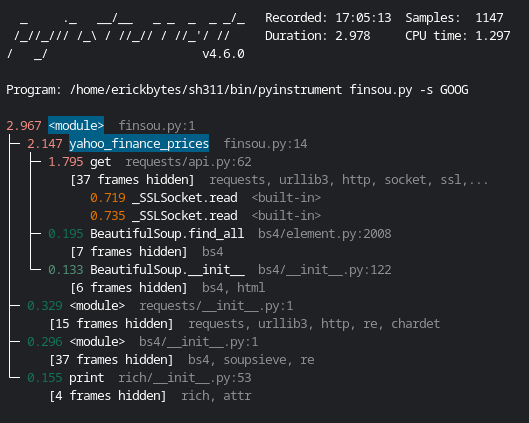 _     ._   __/__   _ _  _  _ _/_   Recorded: 17:05:13  Samples:  1147
 /_//_/// /_\ / //_// / //_'/ //     Duration: 2.978     CPU time: 1.297
/   _/                      v4.6.0
Program: /home/erickbytes/sh311/bin/pyinstrument finsou.py -s GOOG
2.967 <module>  finsou.py:1
├─ 2.147 yahoo_finance_prices  finsou.py:14
│  ├─ 1.795 get  requests/api.py:62
│  │     [37 frames hidden]  requests, urllib3, http, socket, ssl,...
│  │        0.719 _SSLSocket.read  <built-in>
│  │        0.735 _SSLSocket.read  <built-in>
│  ├─ 0.195 BeautifulSoup.find_all  bs4/element.py:2008
│  │     [7 frames hidden]  bs4
│  └─ 0.133 BeautifulSoup.__init__  bs4/__init__.py:122
│        [6 frames hidden]  bs4, html
├─ 0.329 <module>  requests/__init__.py:1
│     [15 frames hidden]  requests, urllib3, http, re, chardet
├─ 0.296 <module>  bs4/__init__.py:1
│     [37 frames hidden]  bs4, soupsieve, re
└─ 0.155 print  rich/__init__.py:53
      [4 frames hidden]  rich, attr